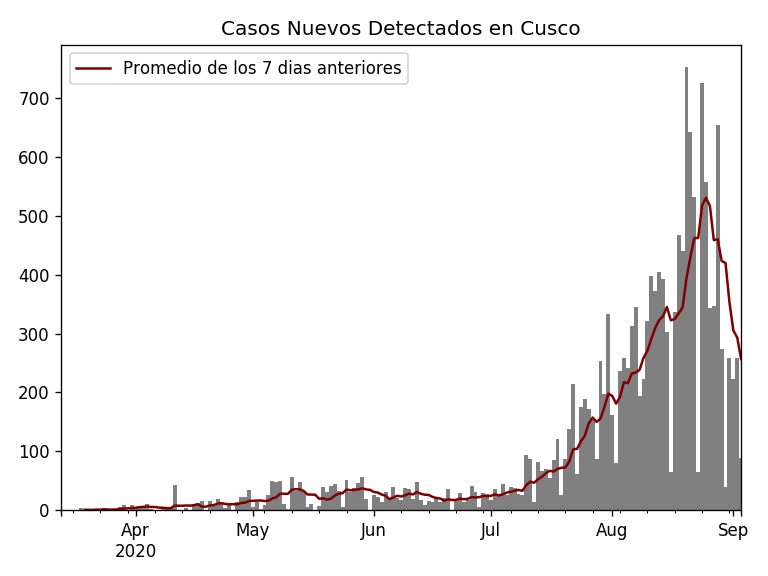 Casos Nuevos Detectados en Cusco
Promedio de los 7 dias anteriores
700
600
500
400
300
200
100
0
Apr
2020
May
Jun
Jul
Aug
Sep